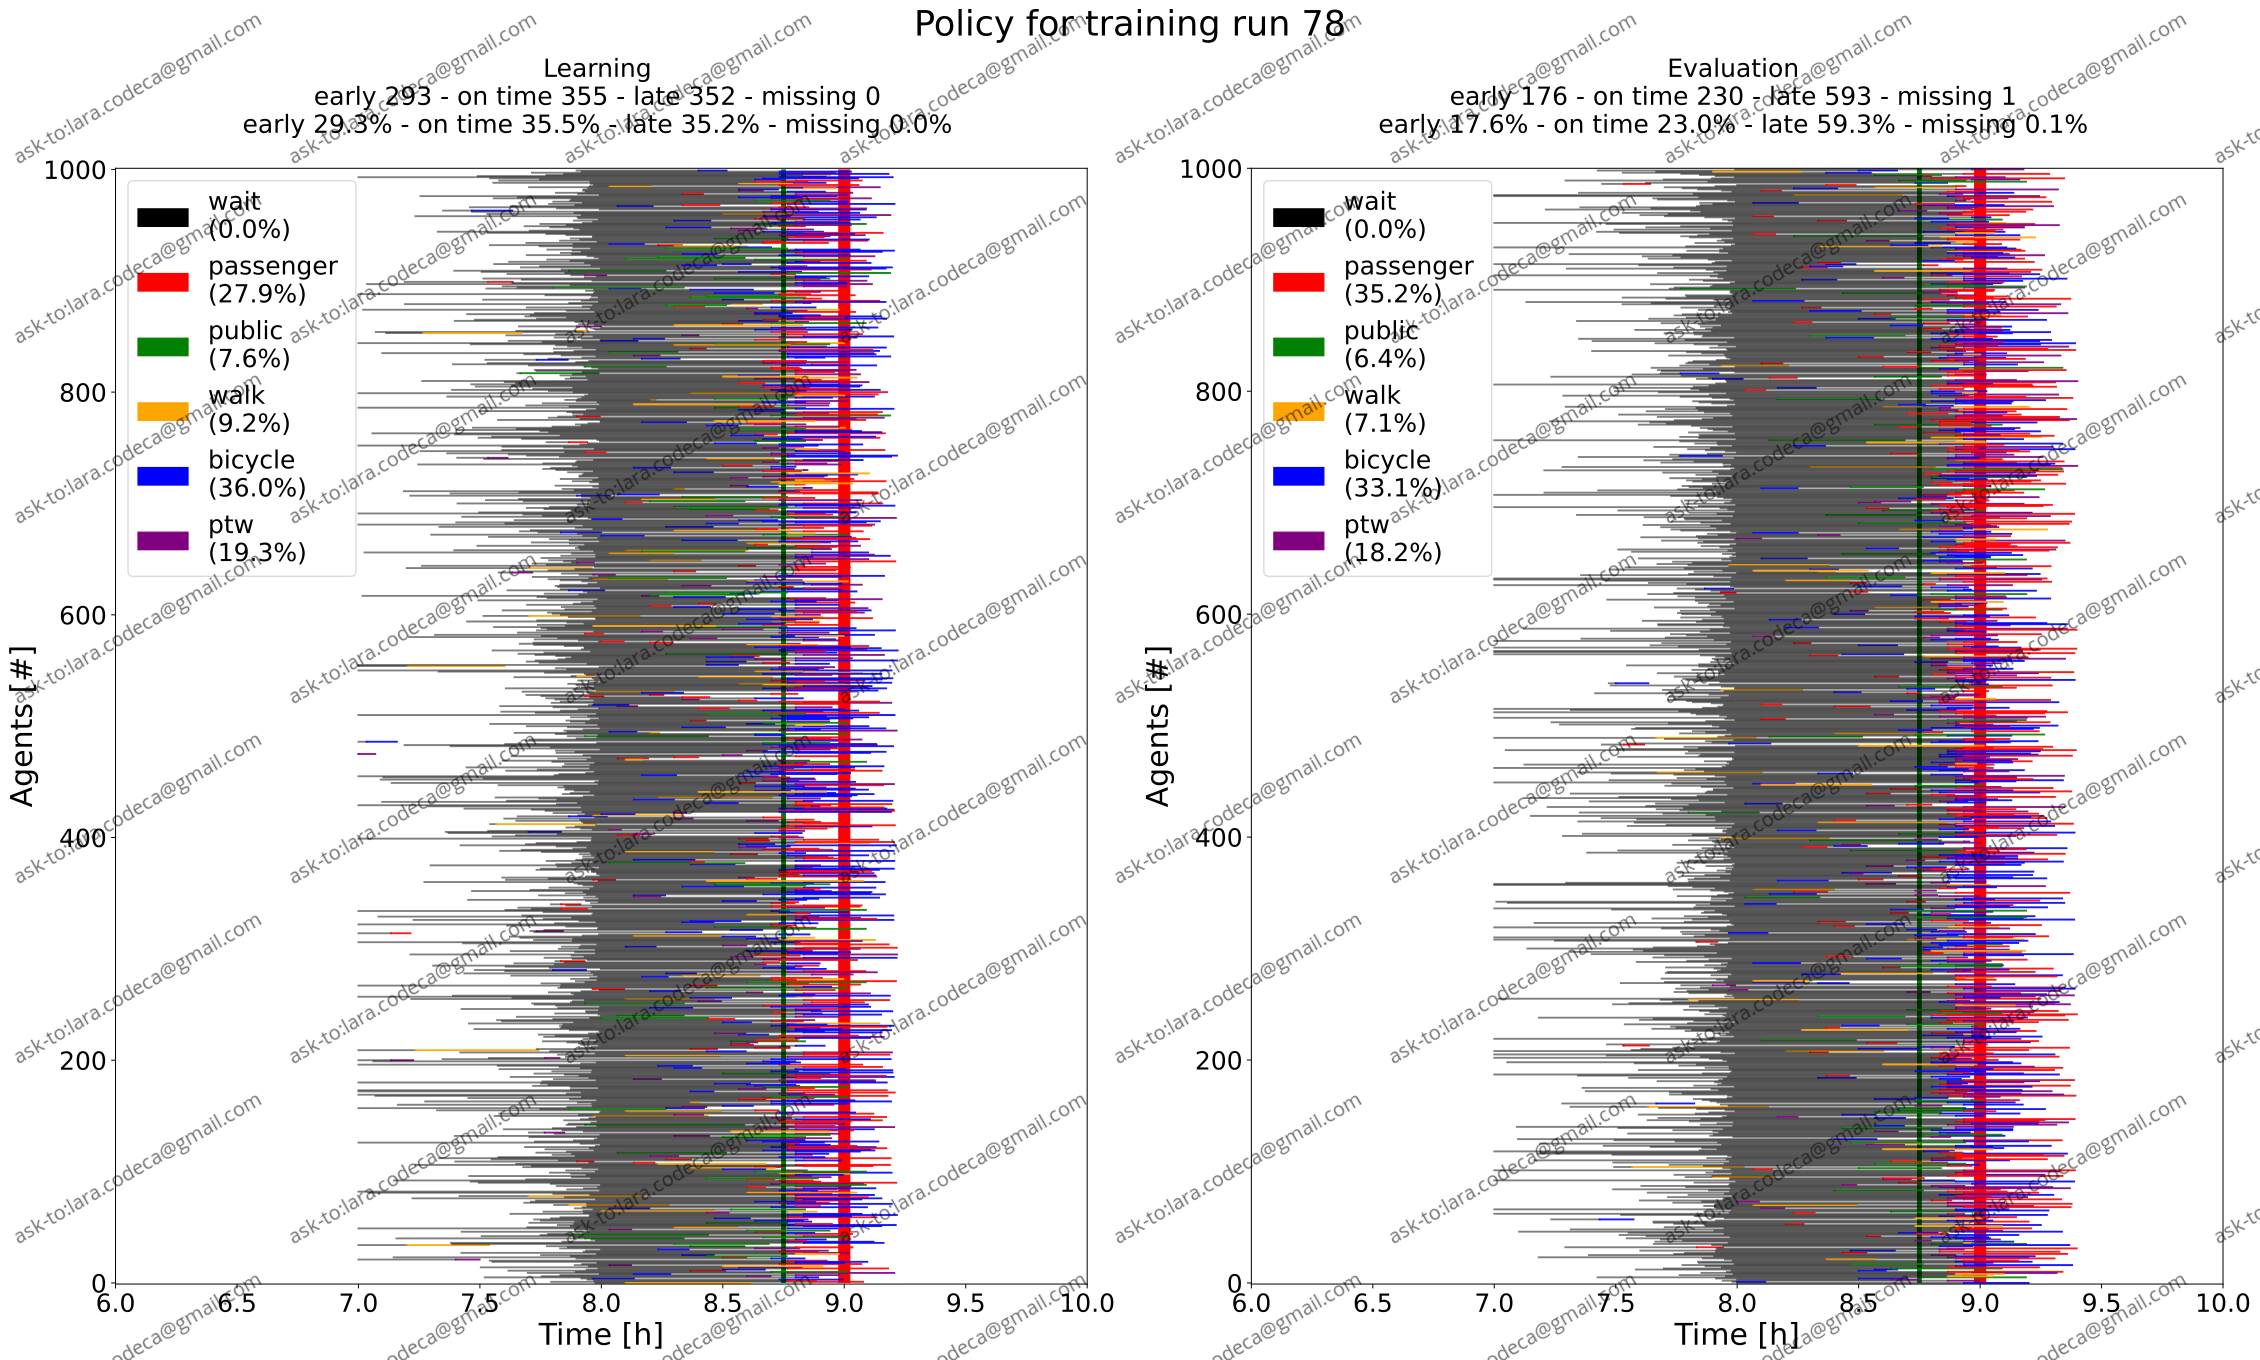 Policy for training run 78
Learning
early 293 - on time 355 - late 352 - missing 0
early 29.3% - on time 35.5% - late 35.2% - missing 0.0%
1000
800
600
400
200
0
Agents [#]
wait
(0.0%)
passenger
(27.9%)
public
(7.6%)
walk
(9.2%)
bicycle
(36.0%)
ptw
(19.3%)
6.0 6.5 7.0 7.5 8.0 8.5 9.0 9.5 10.0
Time [h]
Evaluation
early 176 - on time 230 - late 593 - missing 1
early 17.6% - on time 23.0% - late 59.3% - missing 0.1%
1000
800
600
400
200
0
Agents [#]
wait
(0.0%)
passenger
(35.2%)
public
(6.4%)
walk
(7.1%)
bicycle
(33.1%)
ptw
(18.2%)
6.0 6.5 7.0 7.5 8.0 8.5 9.0 9.5 10.0
Time [h]
ask-to:lara.codeca@gmail.com